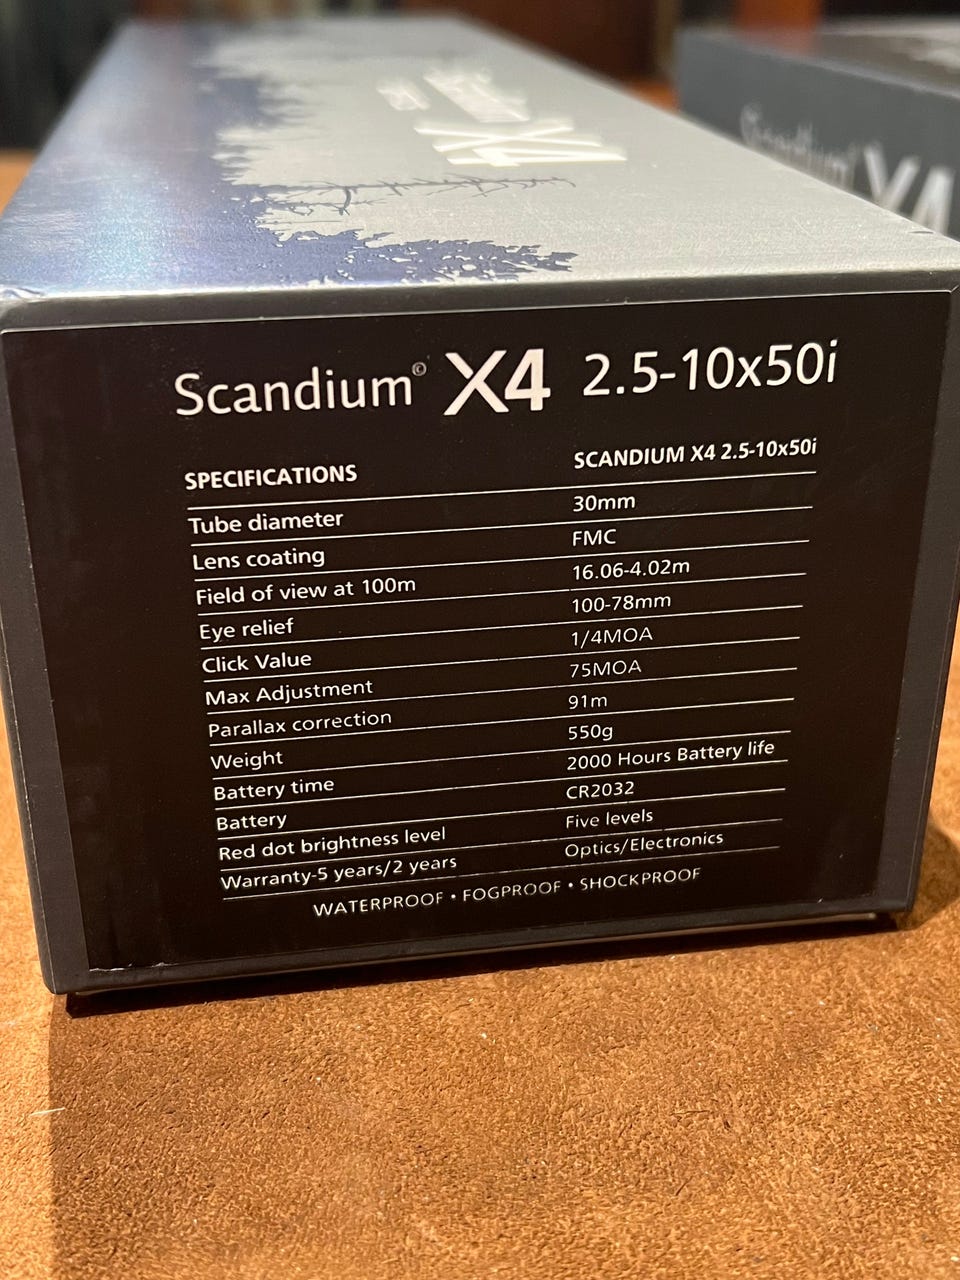 Scandium X4
Scandium© X4 2.5-10x50i
SPECIFICATIONS SCANDIUM X4 2.5-10x50i
Tube diameter 30mm
Lens coating FMC
Field of view at 100m 16.06-4.02m
Eye relief 100-78mm
Click Value 1/4MOA
Max Adjustment 75MOA
Parallax correction 91m
Weight 550g
Battery time 2000 Hours Battery life
Battery CR2032
Red dot brightness level Five levels
Warranty-5 years/2 years Optics/Electronics
WATERPROOF • FOGPROOF • SHOCKPROOF